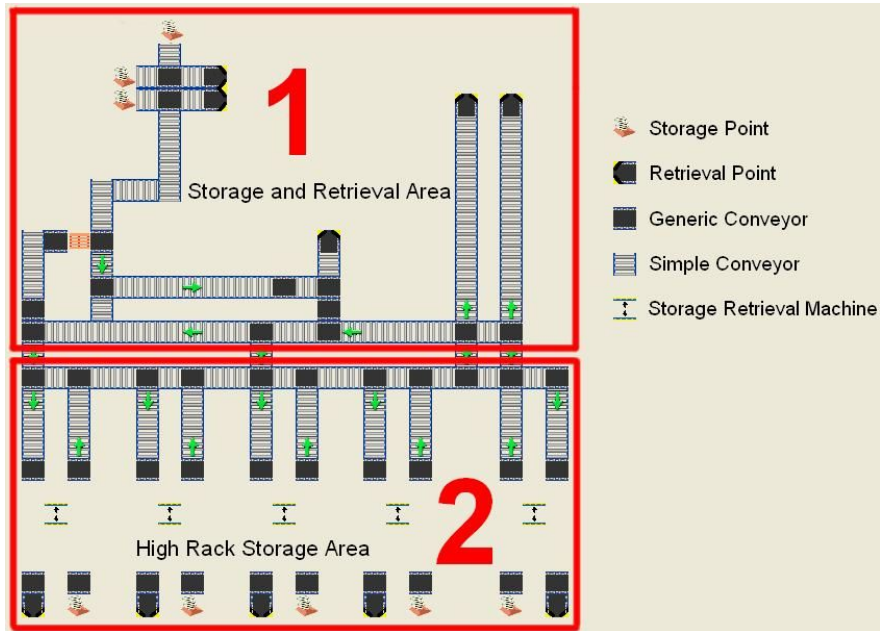 1
Storage and Retrieval Area
2
High Rack Storage Area
Storage Point
Retrieval Point
Generic Conveyor
Simple Conveyor
Storage Retrieval Machine